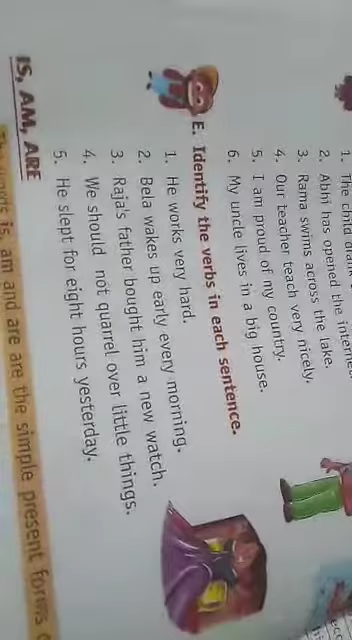 1. The child
2. Abhi has opened the
3. Rama swims across the lake.
4. Our teacher teach very nicely.
5. I am proud of my country.
6. My uncle lives in a big house.
E. Identify the verbs in each sentence.
1. He works very hard.
2. Bela wakes up early every morning.
3. Raja's father bought him a new watch.
4. We should not quarrel over little things.
5. He slept for eight hours yesterday.
IS, AM, ARE
is, am and are are the simple present forms